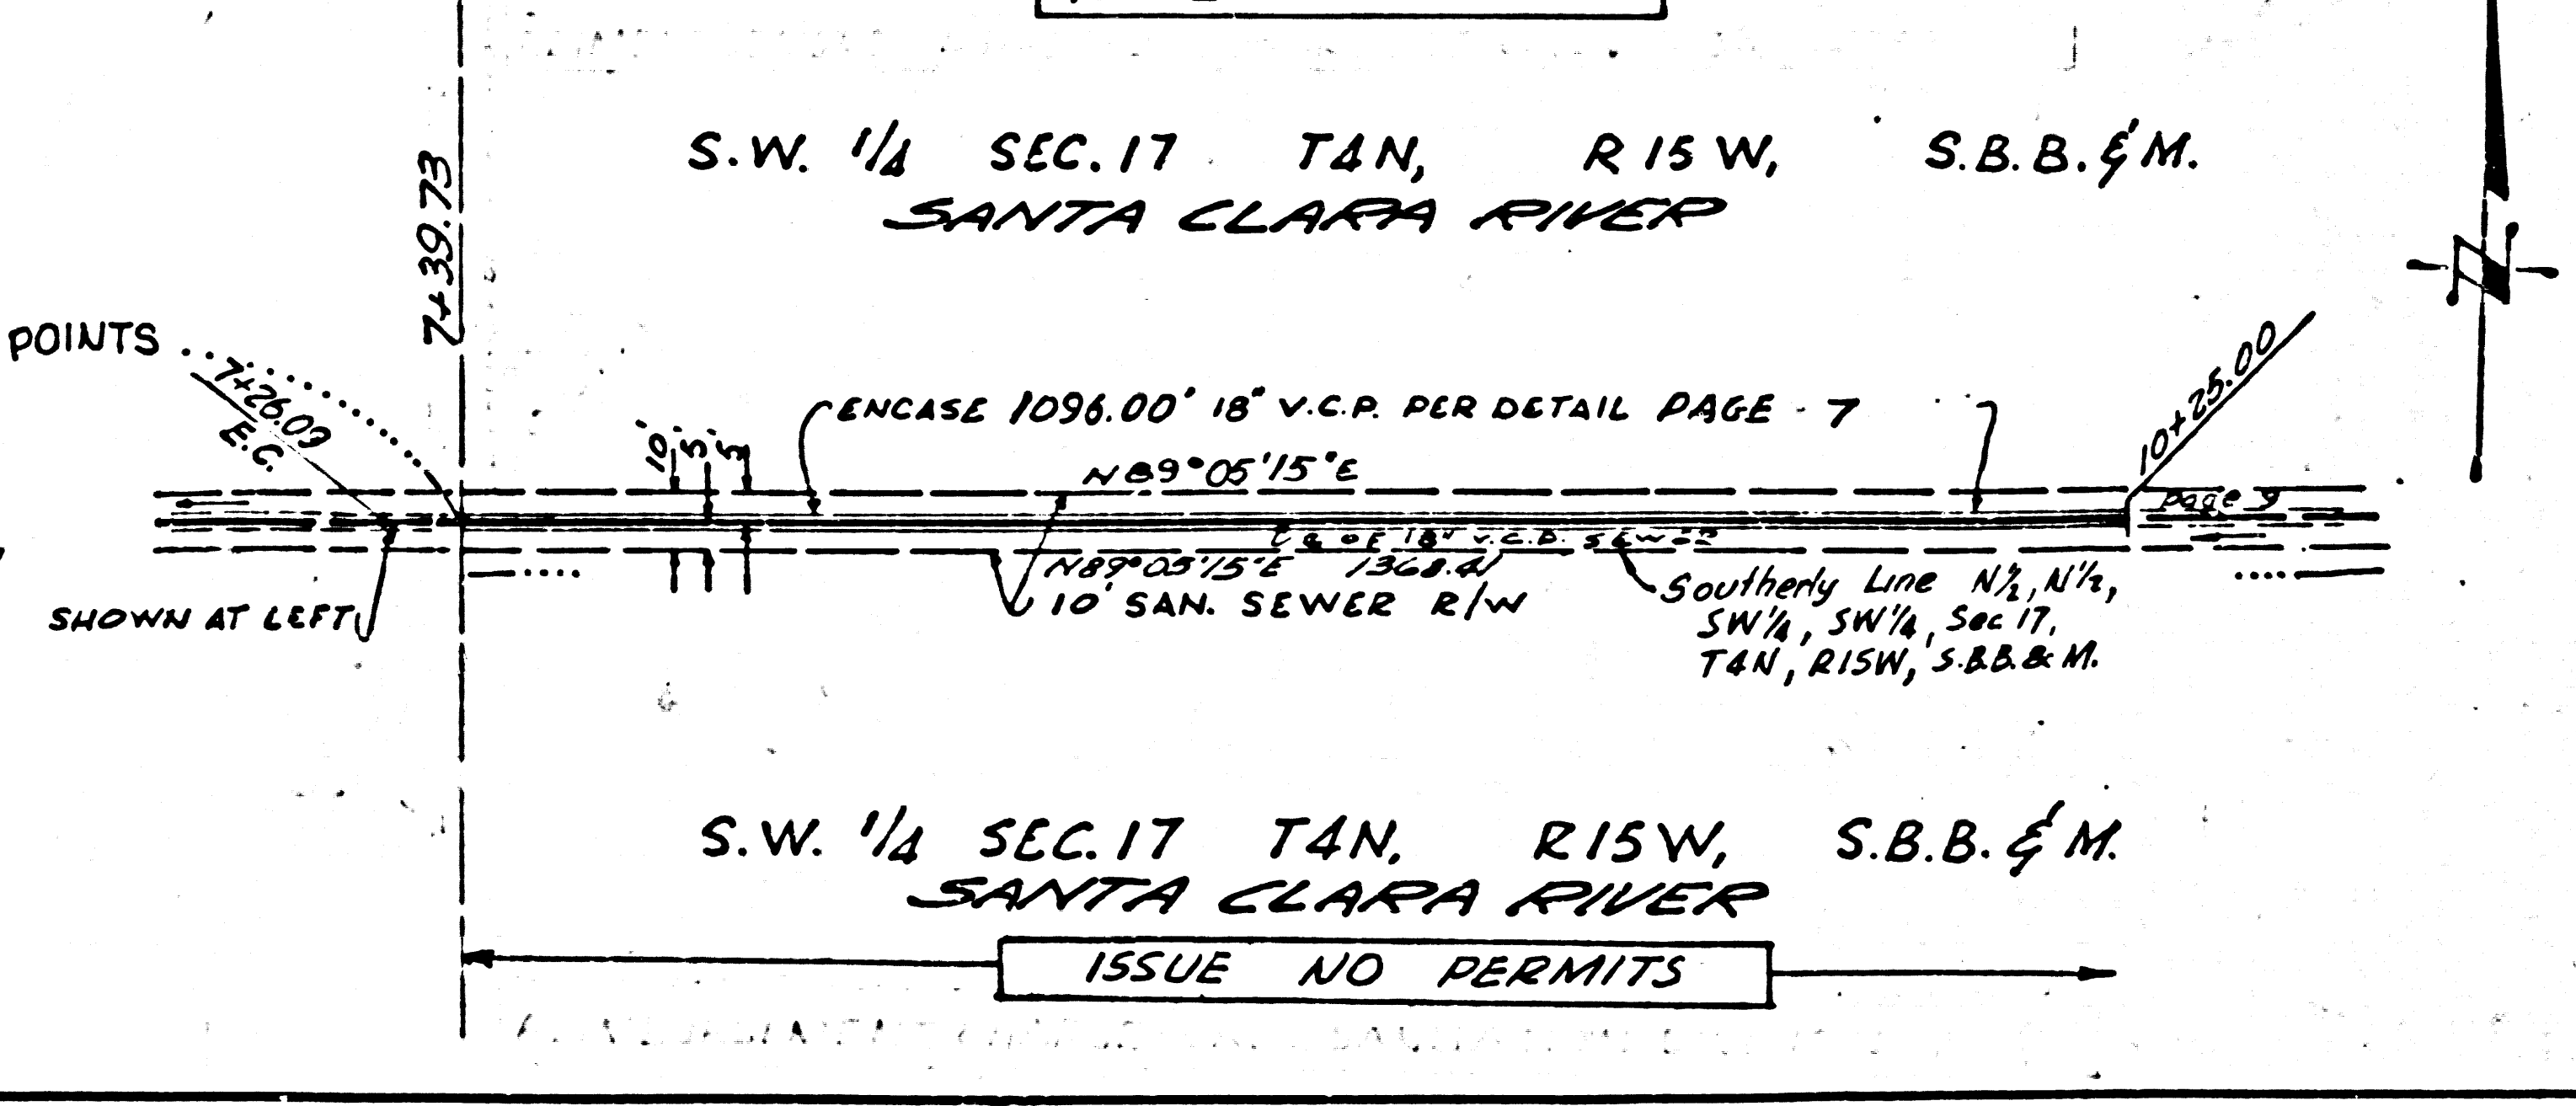 S.W. 1/4 SEC. 17 T4N, R 15 W, S.B.B. & M.
SANTA CLARA RIVER
7+39.73
N
POINTS
7+26.09
E.C.
10+25.00
ENCASE 1096.00' 18" V.C.P. PER DETAIL PAGE - 7
10' 5' 5'
N89°05'15"E
Page 9
℄ OF 18" V.C.P. SEWER
N89°05'15"E 1368.41
10' SAN. SEWER R/W
SHOWN AT LEFT
Southerly Line N½, N½,
SW¼, SW¼, Sec 17,
T4N, R15W, S.B.B. & M.
S.W. 1/4 SEC. 17 T4N, R15W, S.B.B. & M.
SANTA CLARA RIVER
ISSUE NO PERMITS